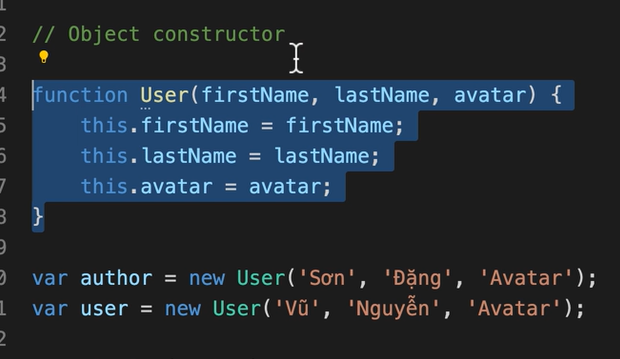 // Object constructor
function User(firstName, lastName, avatar) {
this.firstName = firstName;
this.lastName = lastName;
this.avatar = avatar;
}
var author = new User('Sơn', 'Đặng', 'Avatar');
var user = new User('Vũ', 'Nguyễn', 'Avatar');